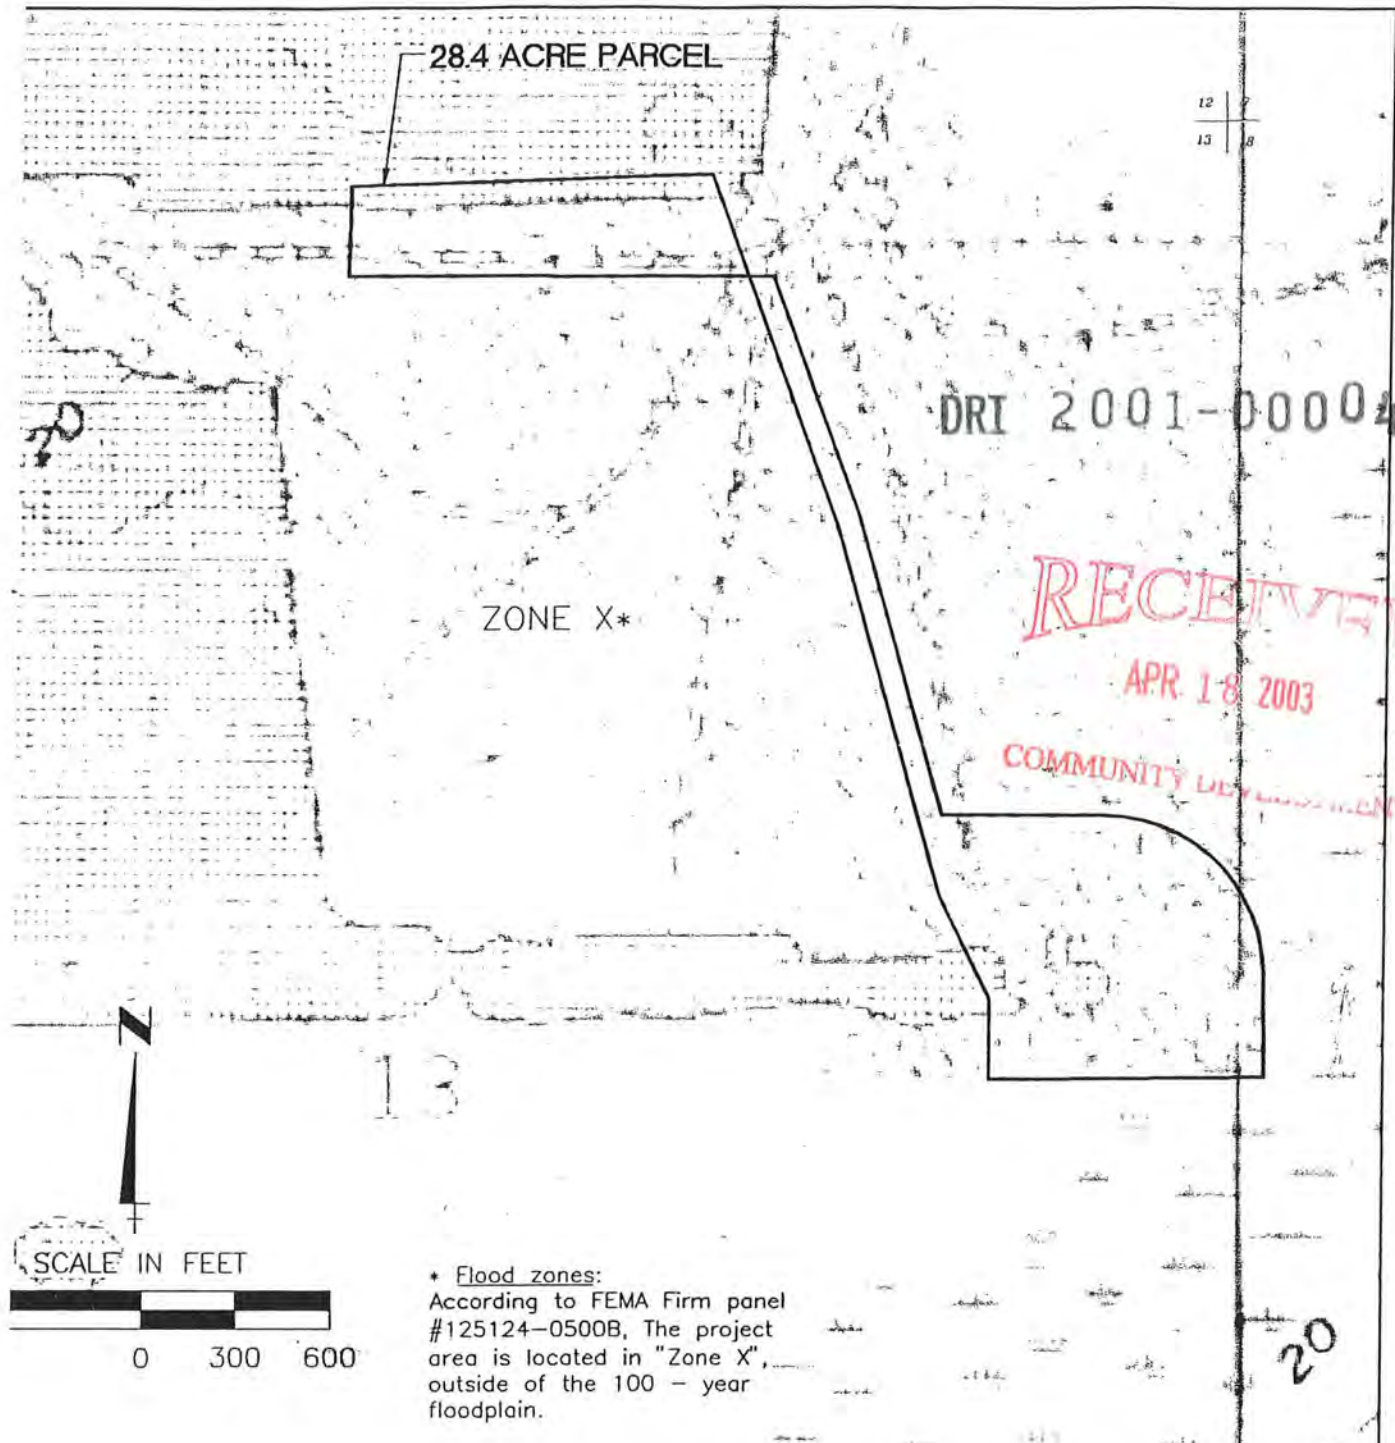 28.4 ACRE PARCEL
12 7
13 8
DRI 2001-00004
20
ZONE X*
APR 18 2003
COMMUNITY
N
13
SCALE IN FEET
0 300 600
* Flood zones:
According to FEMA Firm panel
#125124-0500B, The project
area is located in "Zone X",
outside of the 100 - year
floodplain.
20